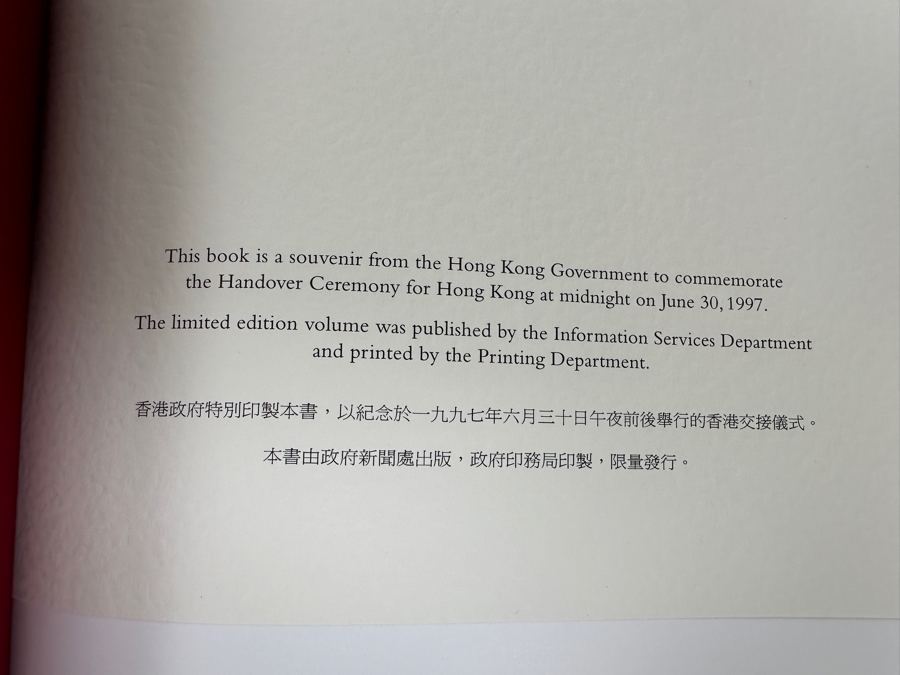 This book is a souvenir from the Hong Kong Government to commemorate
the Handover Ceremony for Hong Kong at midnight on June 30, 1997.
The limited edition volume was published by the Information Services Department
and printed by the Printing Department.
香港政府特別印製本書，以紀念於一九九七年六月三十日午夜前後舉行的香港交接儀式。
本書由政府新聞處出版，政府印務局印製，限量發行。